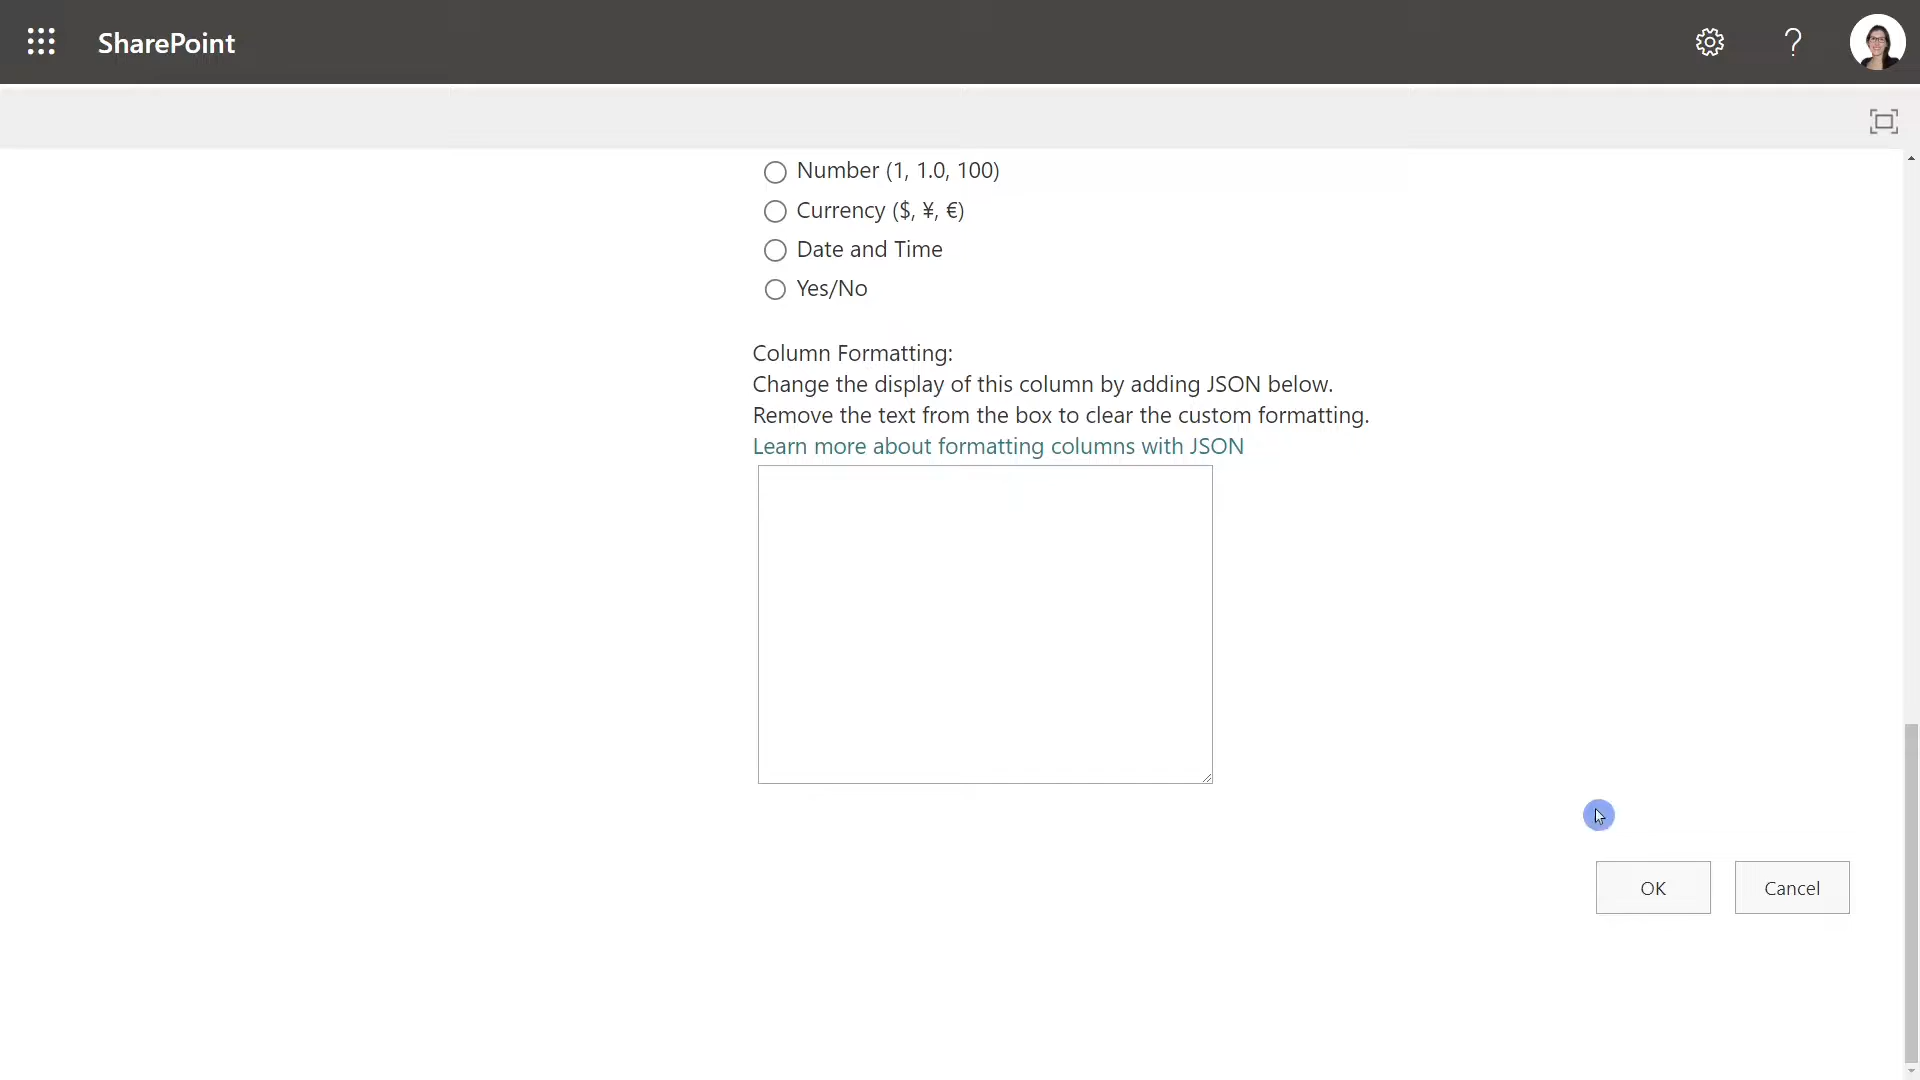 SharePoint
Number (1, 1.0, 100)
Currency ($, ¥, €)
Date and Time
Yes/No
Column Formatting:
Change the display of this column by adding JSON below.
Remove the text from the box to clear the custom formatting.
Learn more about formatting columns with JSON
OK
Cancel